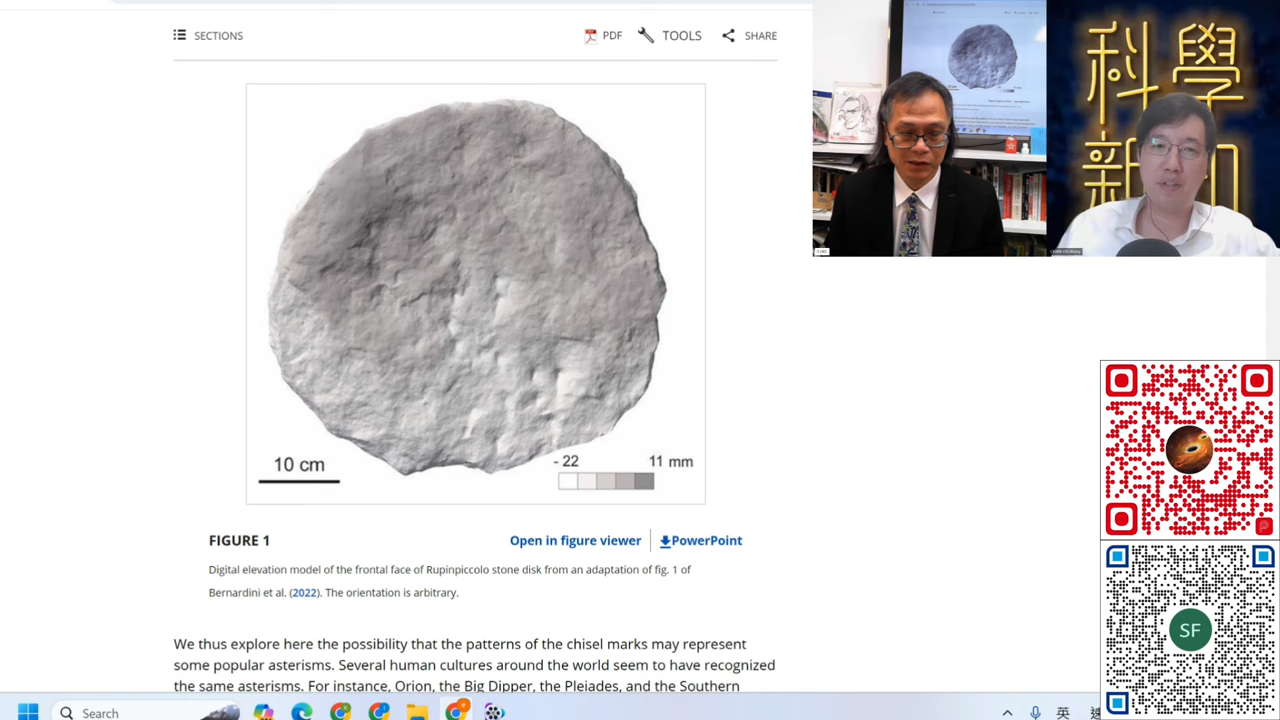 SECTIONS
PDF
TOOLS
SHARE
10 cm
- 22
11 mm
FIGURE 1
Open in figure viewer
PowerPoint
Digital elevation model of the frontal face of Rupinpiccolo stone disk from an adaptation of fig. 1 of
Bernardini et al. (2022). The orientation is arbitrary.
We thus explore here the possibility that the patterns of the chisel marks may represent
some popular asterisms. Several human cultures around the world seem to have recognized
the same asterisms. For instance, Orion, the Big Dipper, the Pleiades, and the Southern
科學
新
SF
Search
英